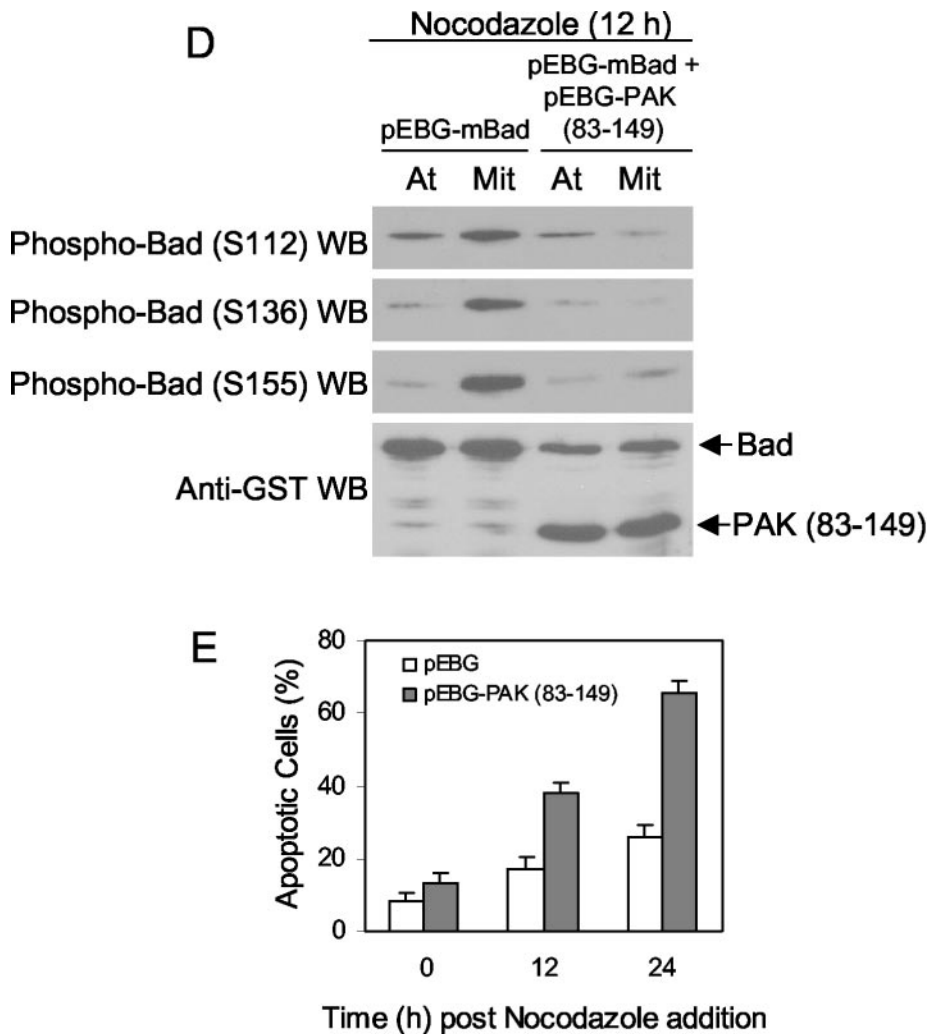 D
Nocodazole (12 h)
pEBG-mBad
pEBG-mBad +
pEBG-PAK
(83-149)
At Mit At Mit
Phospho-Bad (S112) WB
Phospho-Bad (S136) WB
Phospho-Bad (S155) WB
Anti-GST WB
Bad
PAK (83-149)
E
Apoptotic Cells (%)
80
60
40
20
0
pEBG
pEBG-PAK (83-149)
0 12 24
Time (h) post Nocodazole addition